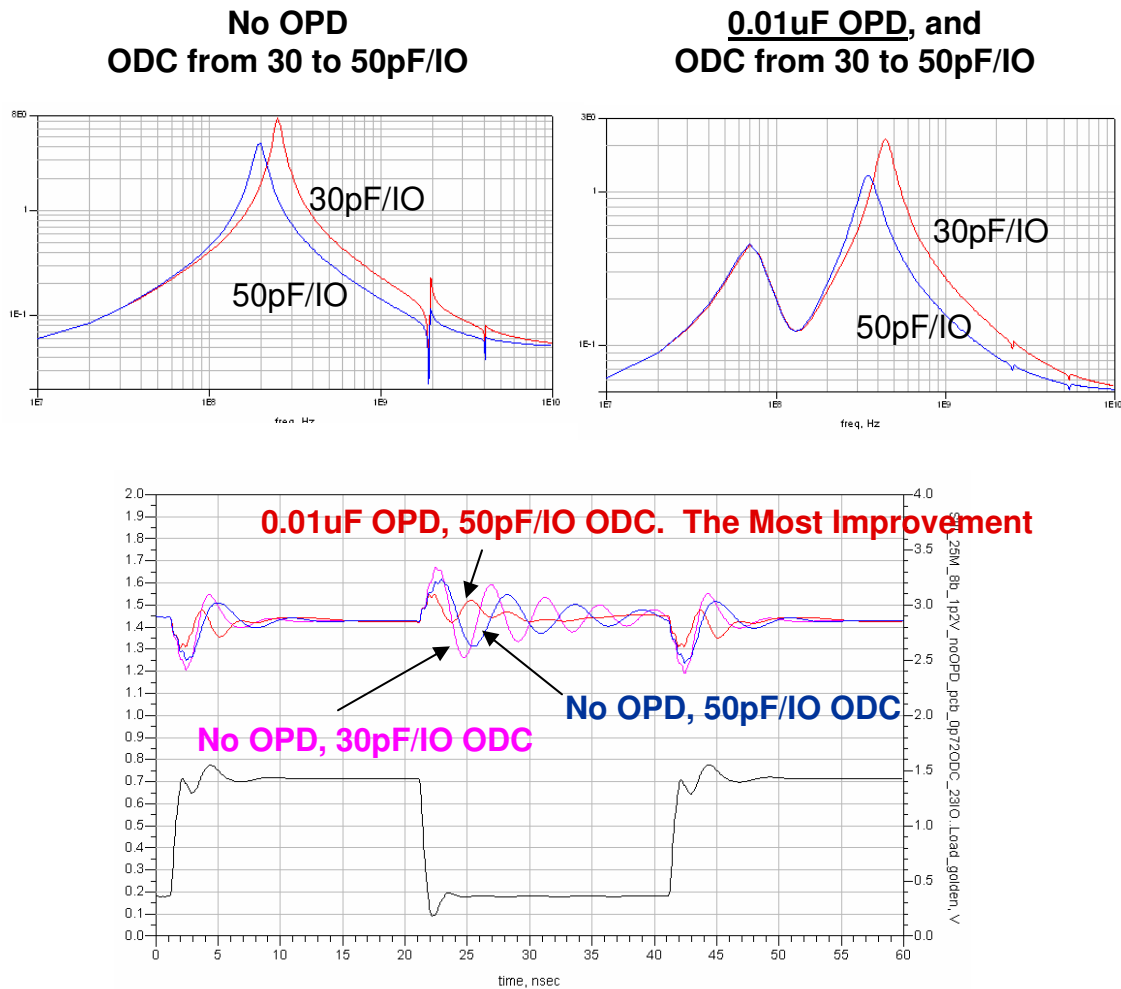 No OPD
ODC from 30 to 50pF/IO
8E0
1
1E-1
1E7
1E8
1E9
1E10
freq, Hz
30pF/IO
50pF/IO
0.01uF OPD, and
ODC from 30 to 50pF/IO
3E0
1
1E-1
1E7
1E8
1E9
1E10
freq, Hz
30pF/IO
50pF/IO
2.0
1.9
1.8
1.7
1.6
1.5
1.4
1.3
1.2
1.1
1.0
0.9
0.8
0.7
0.6
0.5
0.4
0.3
0.2
0.1
0.0
0.01uF OPD, 50pF/IO ODC. The Most Improvement
No OPD, 50pF/IO ODC
No OPD, 30pF/IO ODC
4.0
3.5
3.0
2.5
2.0
1.5
1.0
0.5
0.0
_25M_8b_1p2V_noOPD_pcb_0p72ODC_23IO..Load_golden, V
0
5
10
15
20
25
30
35
40
45
50
55
60
time, nsec